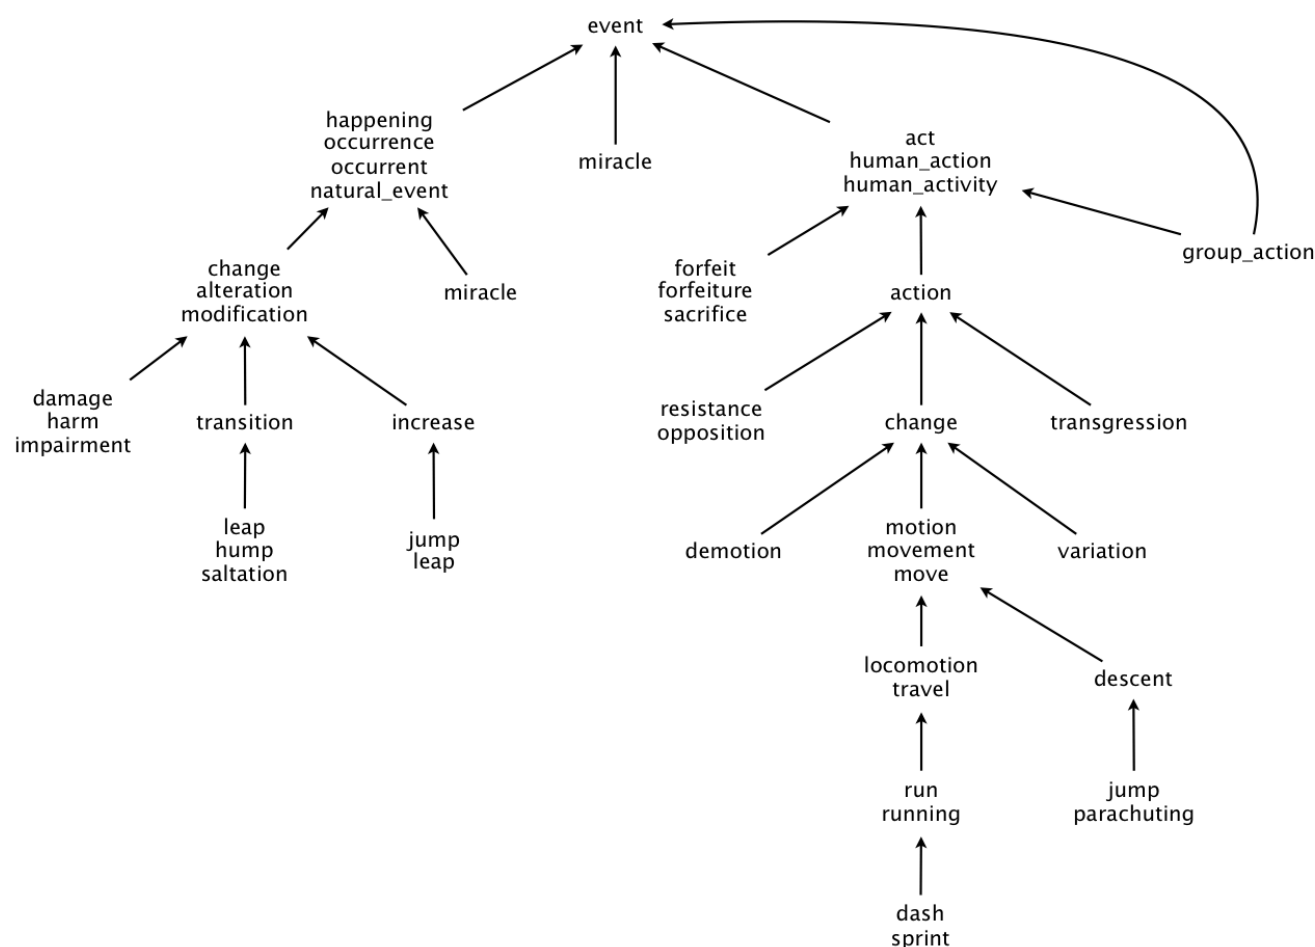 event
happening
occurrence
occurrent
natural_event
miracle
act
human_action
human_activity
group_action
change
alteration
modification
miracle
forfeit
forfeiture
sacrifice
action
damage
harm
impairment
transition
increase
resistance
opposition
change
transgression
leap
hump
saltation
jump
leap
demotion
motion
movement
move
variation
locomotion
travel
descent
run
running
jump
parachuting
dash
sprint